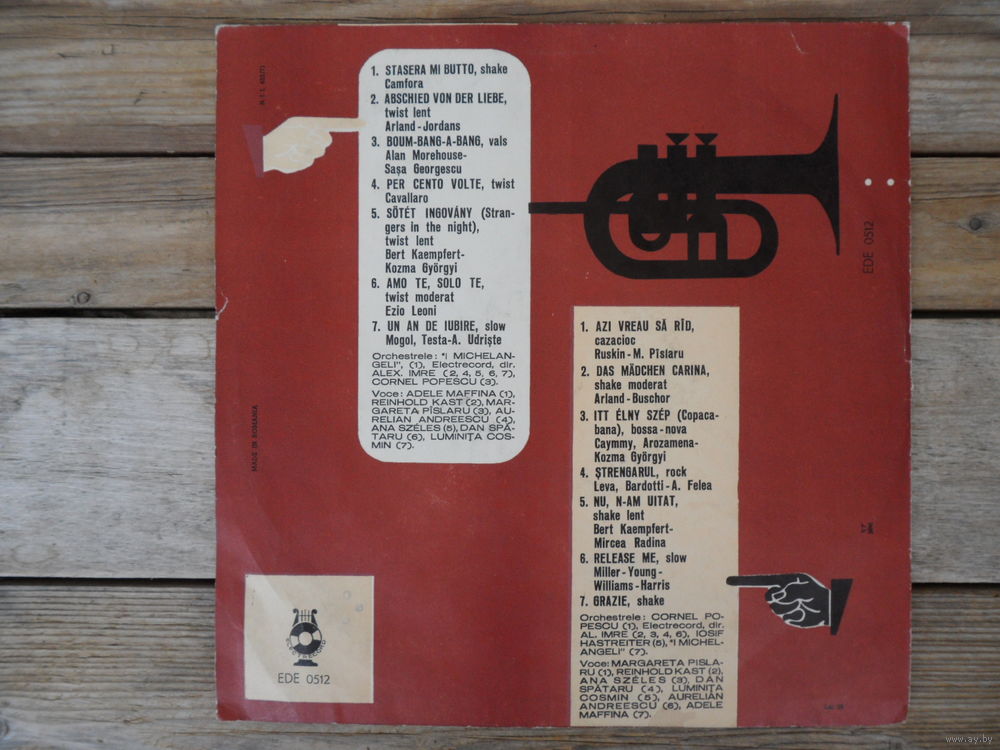 1. STASERA MI BUTTO, shake
Camfora
2. ABSCHIED VON DER LIEBE,
twist lent
Arland-Jordans
3. BOUM-BANG-A-BANG, vals
Alan Morehouse-
Sașa Georgescu
4. PER CENTO VOLTE, twist
Cavallaro
5. SÖTÉT INGOVÁNY (Stran-
gers in the night),
twist lent
Bert Kaempfert-
Kozma Györgyi
6. AMO TE, SOLO TE,
twist moderat
Ezio Leoni
7. UN AN DE IUBIRE, slow
Mogol, Testa-A. Udriște
Orchestrele: "I MICHELAN-
GELI", (1), Electrecord, dir.
ALEX. IMRE (2, 4, 5, 6, 7),
CORNEL POPESCU (3).
Voce: ADELE MAFFINA (1),
REINHOLD KAST (2), MAR-
GARETA PÎSLARU (3), AU-
RELIAN ANDREESCU (4),
ANA SZÉLES (5), DAN SPĂ-
TARU (6), LUMINIȚA COS-
MIN (7).
EDE 0512
1. AZI VREAU SĂ RÎD,
cazacioc
Ruskin-M. Pîslaru
2. DAS MÄDCHEN CARINA,
shake moderat
Arland-Buschor
3. ITT ÉLNY SZÉP (Copaca-
bana), bossa-nova
Caymmy, Arozamena-
Kozma Györgyi
4. ȘTRENGARUL, rock
Leva, Bardotti-A. Felea
5. NU, N-AM UITAT,
shake lent
Bert Kaempfert-
Mircea Radina
6. RELEASE ME, slow
Miller-Young-
Williams-Harris
7. GRAZIE, shake
Orchestrele: CORNEL PO-
PESCU (1), Electrecord, dir.
AL. IMRE (2, 3, 4, 6), IOSIF
HASTREITER (5), "I MICHEL-
ANGELI" (7).
Voce: MARGARETA PISLA-
RU (1), REINHOLD KAST (2),
ANA SZÉLES (3), DAN
SPĂTARU (4), LUMINIȚA
COSMIN (5), AURELIAN
ANDREESCU (6), ADELE
MAFFINA (7).
MADE IN ROMANIA
ELECTRECORD
EDE 0512
www.ay.by